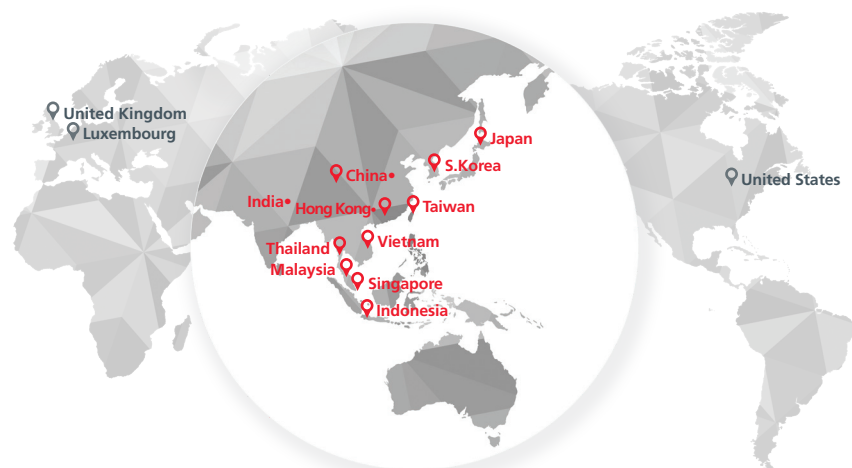 United Kingdom
Luxembourg
Japan
S.Korea
China•
United States
India•
Hong Kong•
Taiwan
Thailand
Vietnam
Malaysia
Singapore
Indonesia